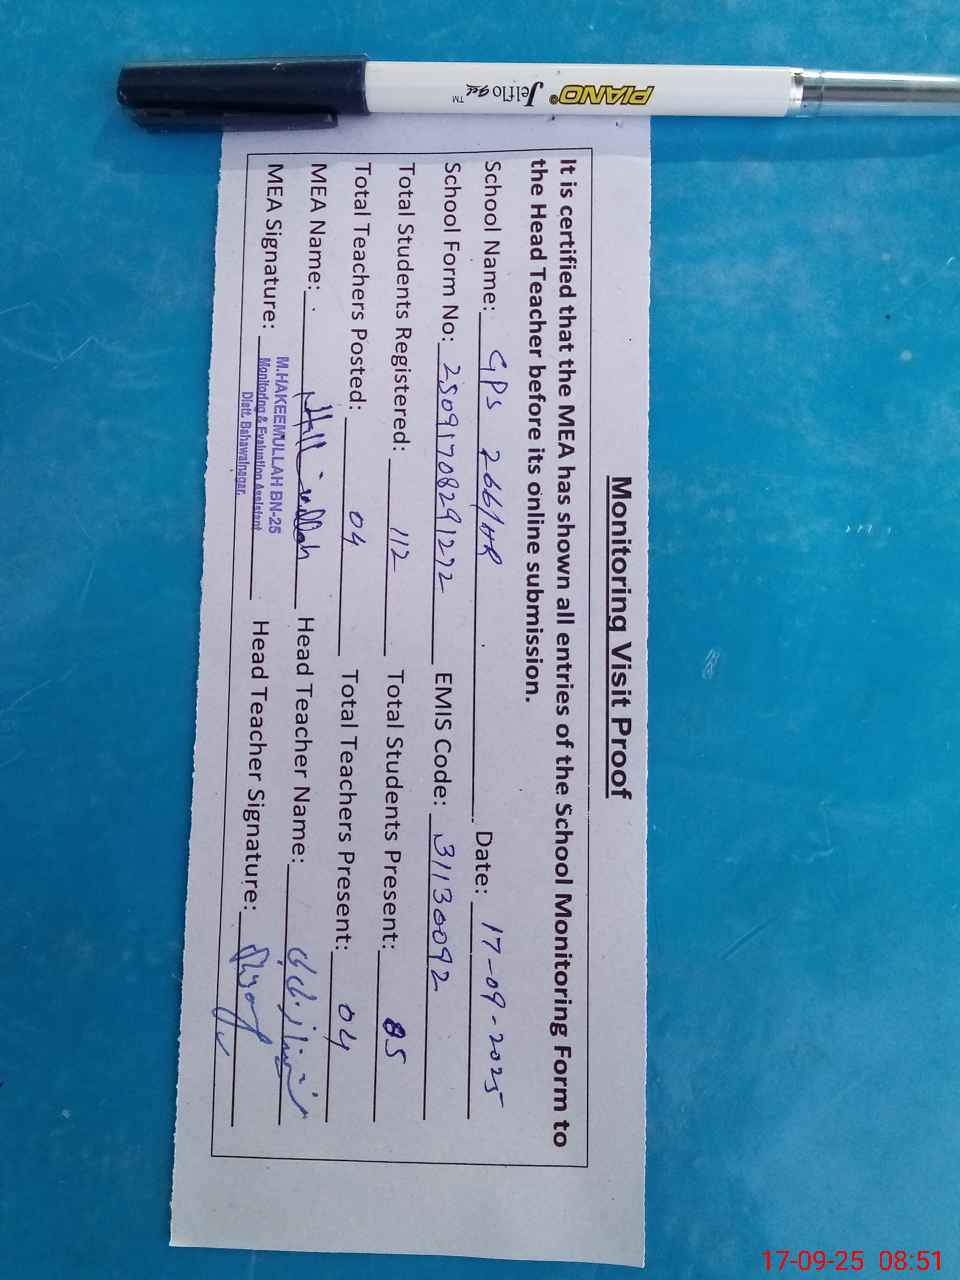 PIANO® Jelflo gel™
Monitoring Visit Proof
It is certified that the MEA has shown all entries of the School Monitoring Form to
the Head Teacher before its online submission.
School Name: GPS 266/HR Date: 17-09-2025
School Form No: 25091708291272 EMIS Code: 31130092
Total Students Registered: 112 Total Students Present: 85
Total Teachers Posted: 04 Total Teachers Present: 04
MEA Name: Head Teacher Name:
MEA Signature: Head Teacher Signature:
M.HAKEEMULLAH BN-25
Monitoring & Evaluation Assistant
Distt. Bahawalnagar.
17-09-25 08:51